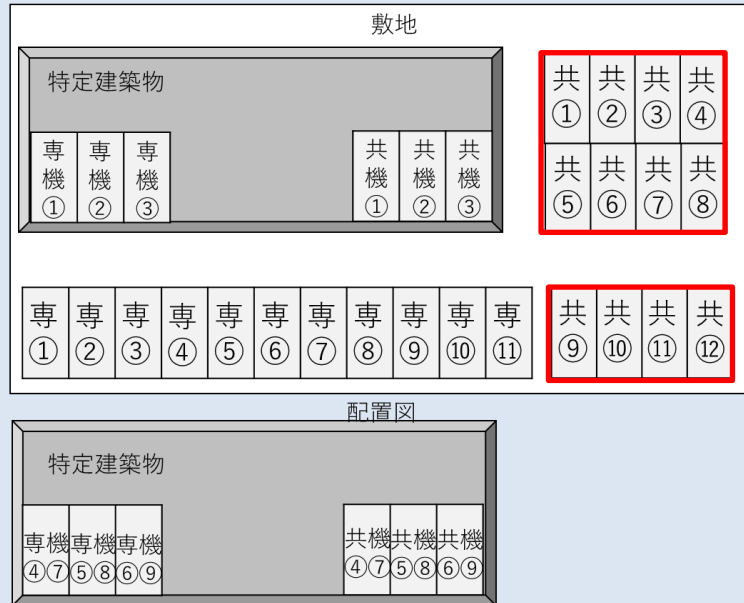 敷地
特定建築物
専機① 専機② 専機③ 共機① 共機② 共機③
共① 共② 共③ 共④
共⑤ 共⑥ 共⑦ 共⑧
専① 専② 専③ 専④ 専⑤ 専⑥ 専⑦ 専⑧ 専⑨ 専⑩ 専⑪ 共⑨ 共⑩ 共⑪ 共⑫
配置図
特定建築物
専機④⑦ 専機⑤⑧ 専機⑥⑨ 共機④⑦ 共機⑤⑧ 共機⑥⑨